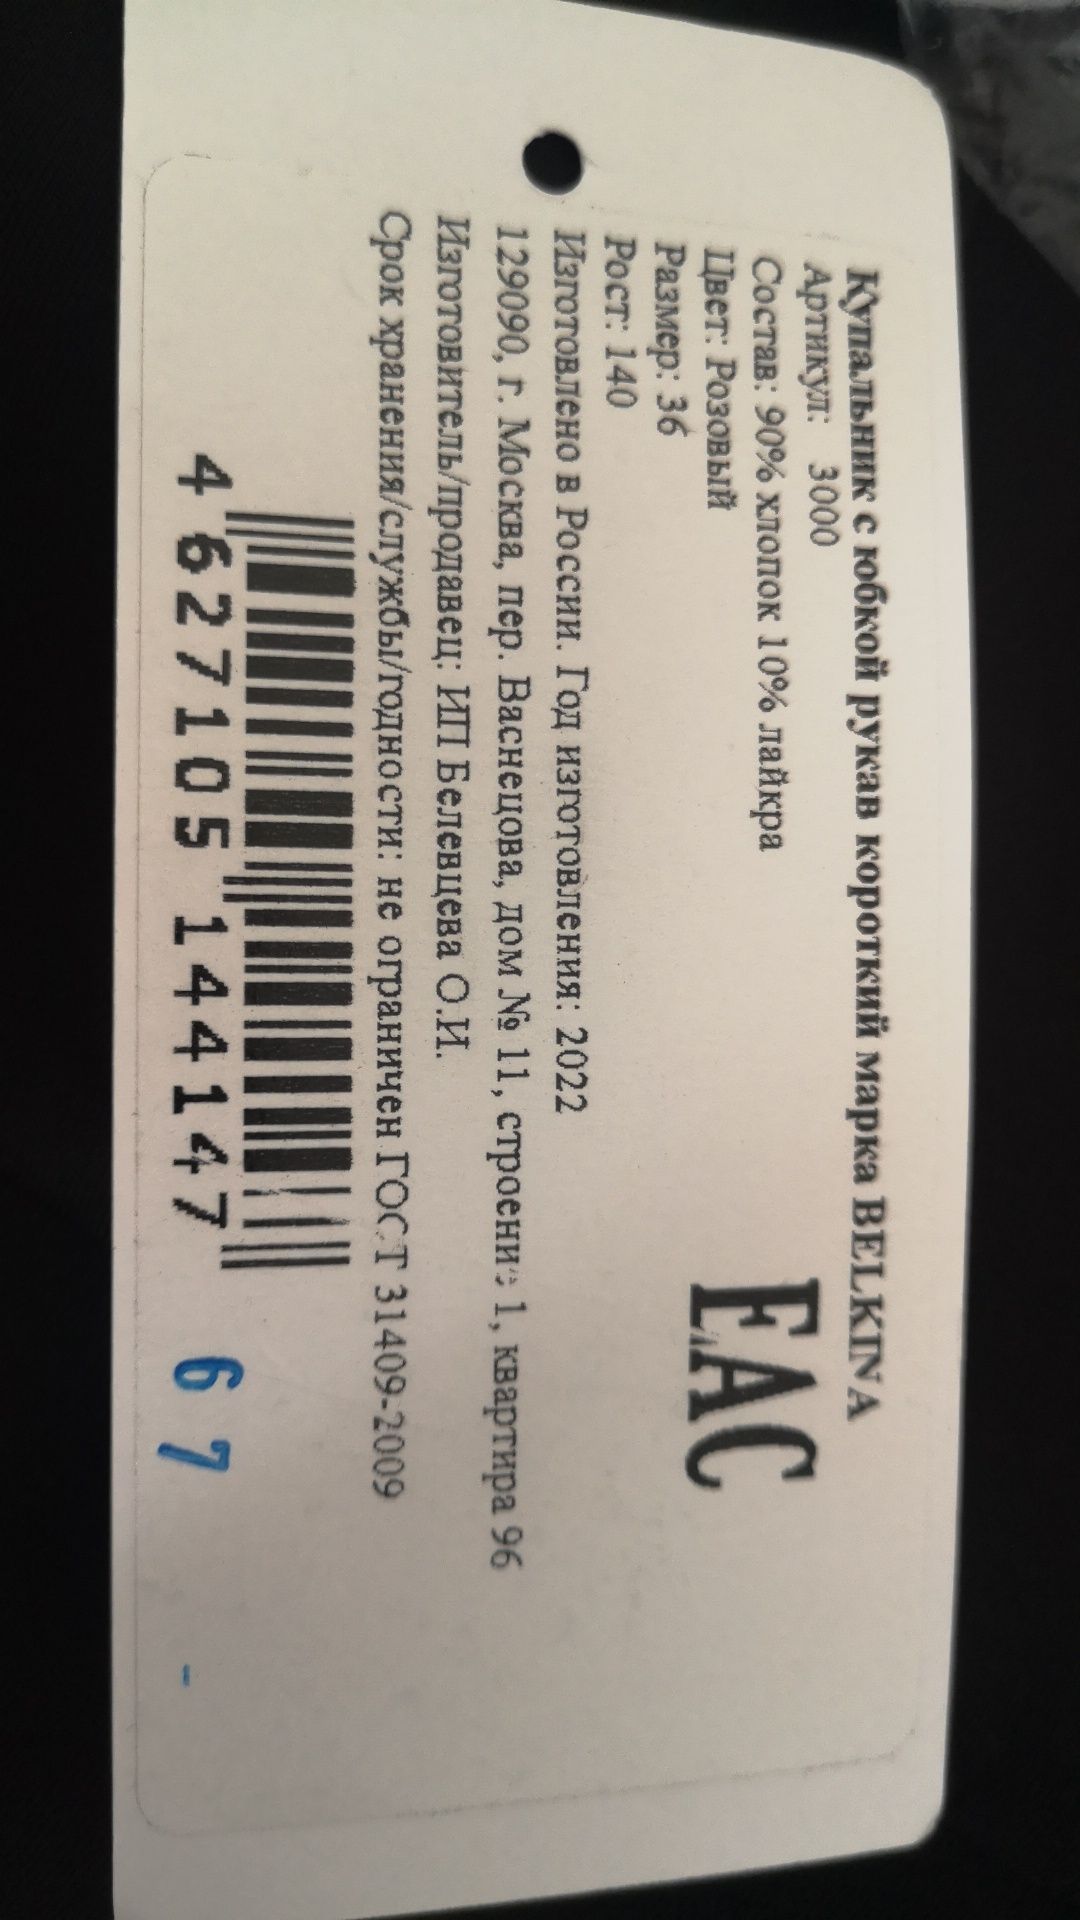 Купальник с юбкой рукав короткий марка BELKINA
Артикул: 3000
Состав: 90% хлопок 10% лайкра
Цвет: Розовый
Размер: 36
Рост: 140
EAC
Изготовлено в России. Год изготовления: 2022
129090, г. Москва, пер. Васнецова, дом № 11, строение 1, квартира 96
Изготовитель/продавец: ИП Белевцева О.И.
Срок хранения/службы/годности: не ограничен ГОСТ 31409-2009
4 627105 144147
67